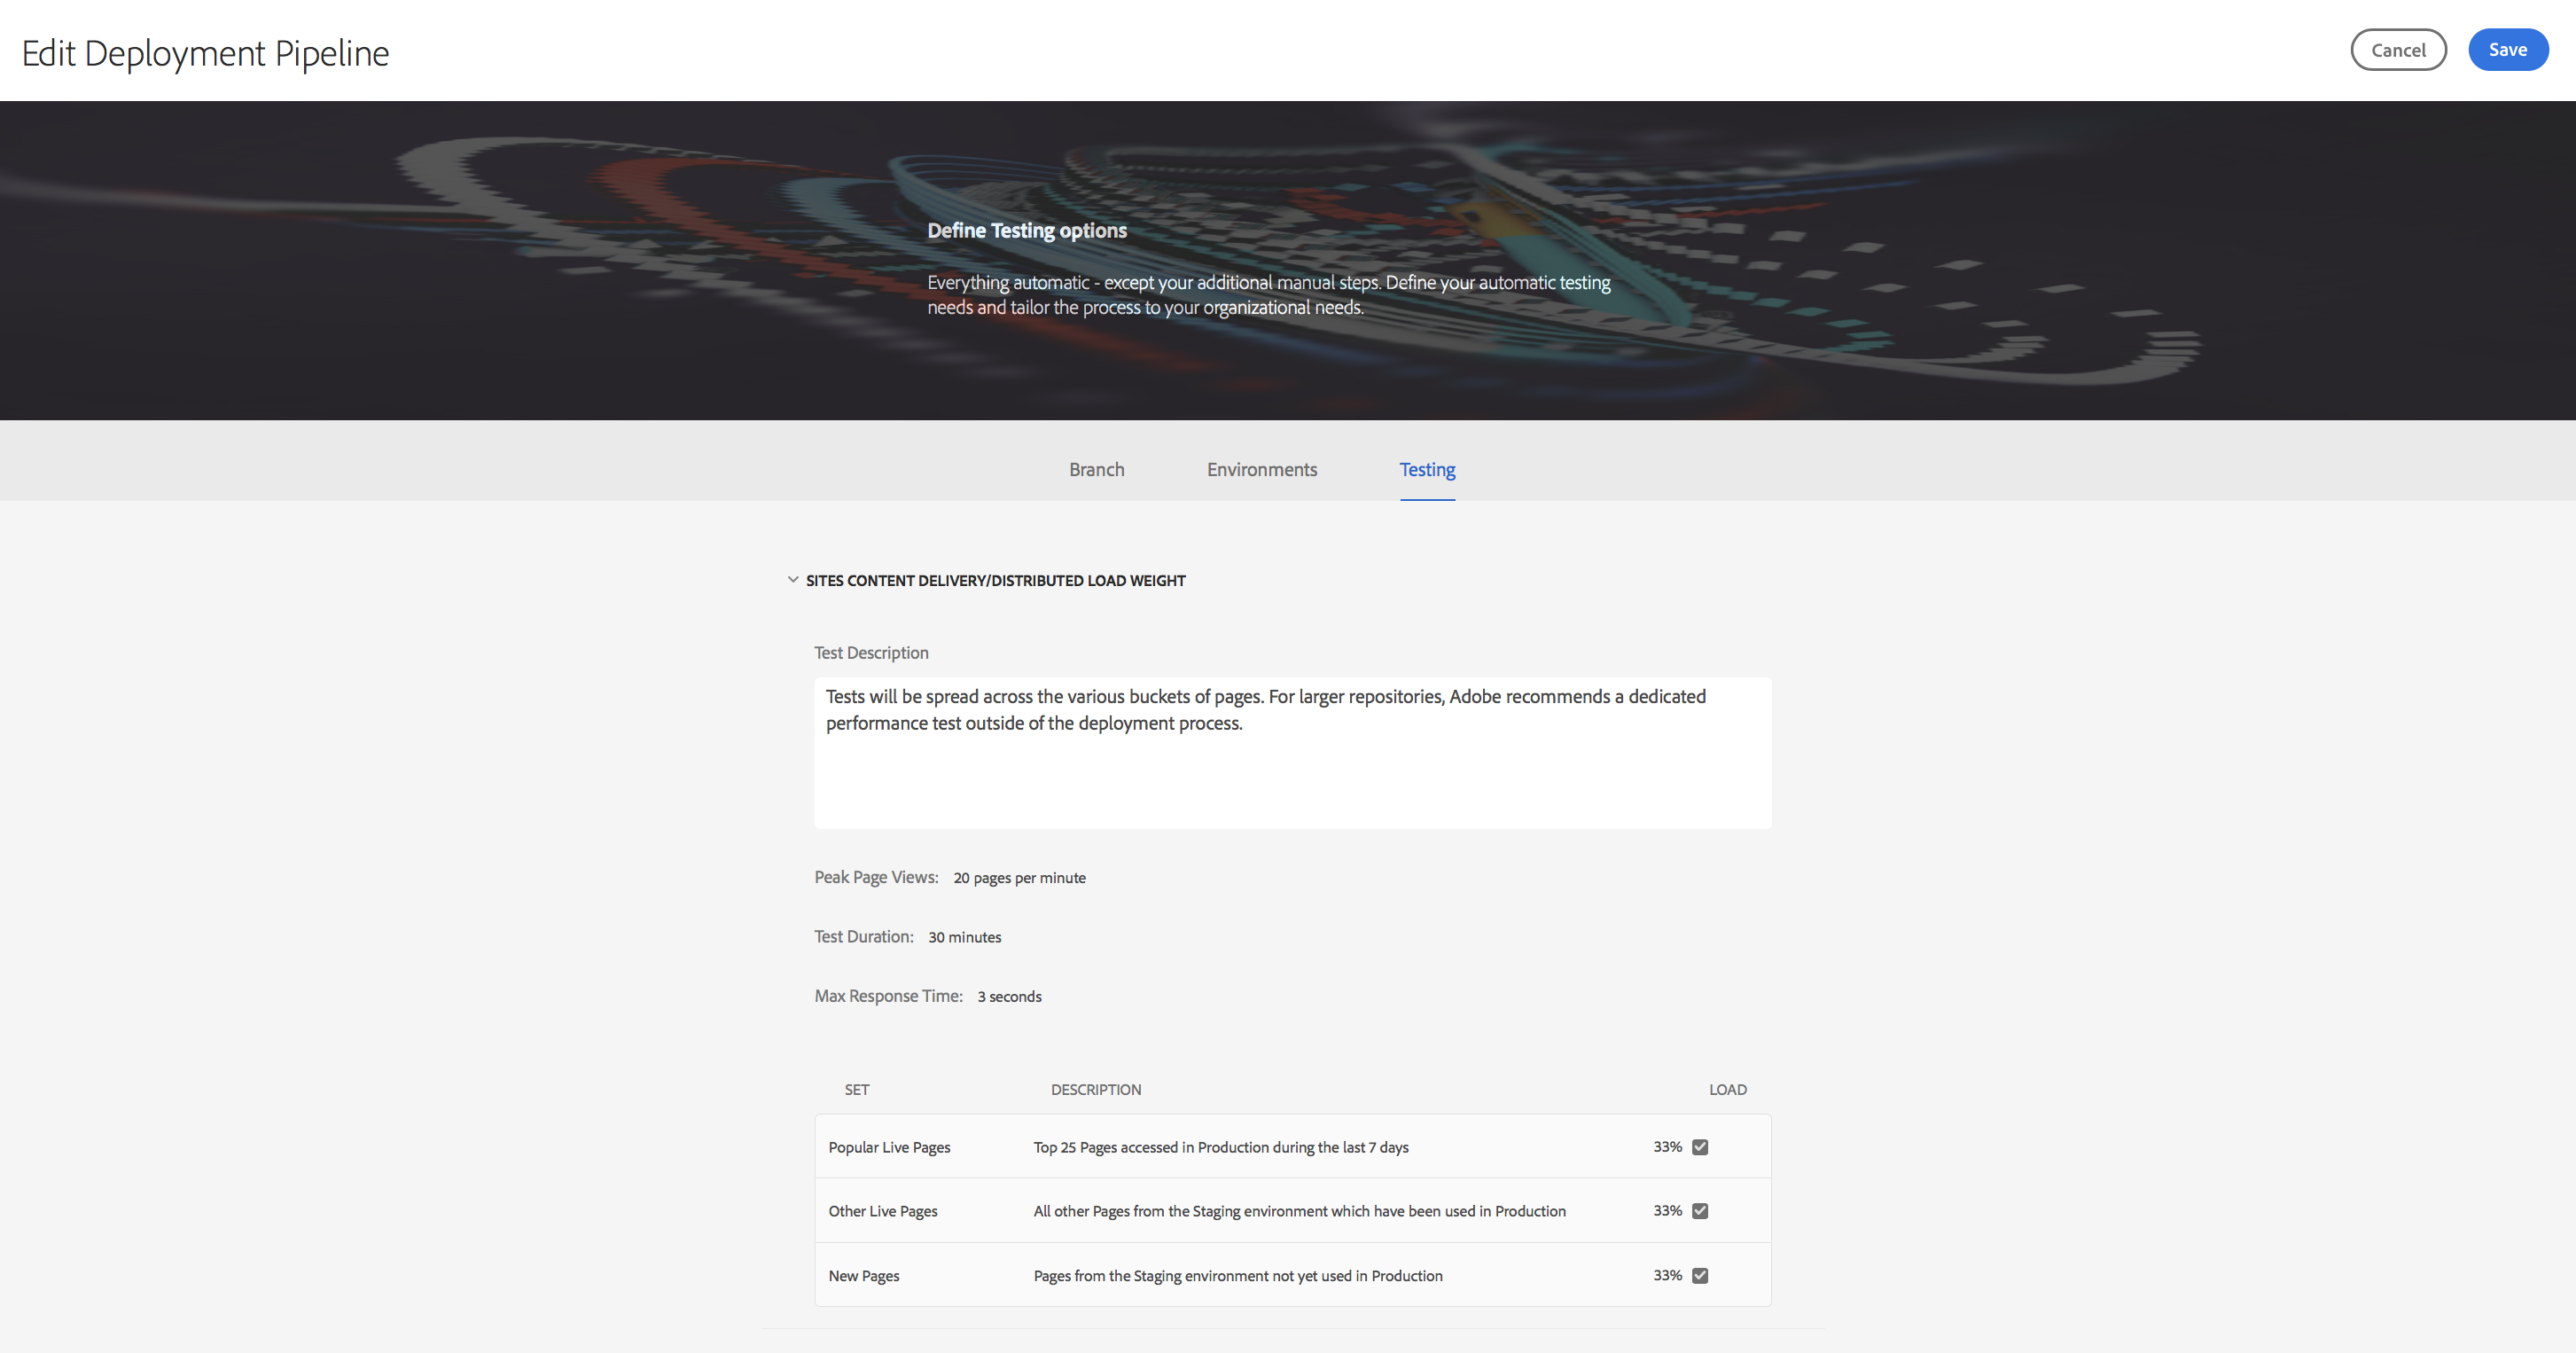 Edit Deployment Pipeline
Cancel
Save
Define Testing options
Everything automatic - except your additional manual steps. Define your automatic testing
needs and tailor the process to your organizational needs.
Branch
Environments
Testing
SITES CONTENT DELIVERY/DISTRIBUTED LOAD WEIGHT
Test Description
Tests will be spread across the various buckets of pages. For larger repositories, Adobe recommends a dedicated
performance test outside of the deployment process.
Peak Page Views: 20 pages per minute
Test Duration: 30 minutes
Max Response Time: 3 seconds
SET DESCRIPTION LOAD
Popular Live Pages Top 25 Pages accessed in Production during the last 7 days 33%
Other Live Pages All other Pages from the Staging environment which have been used in Production 33%
New Pages Pages from the Staging environment not yet used in Production 33%